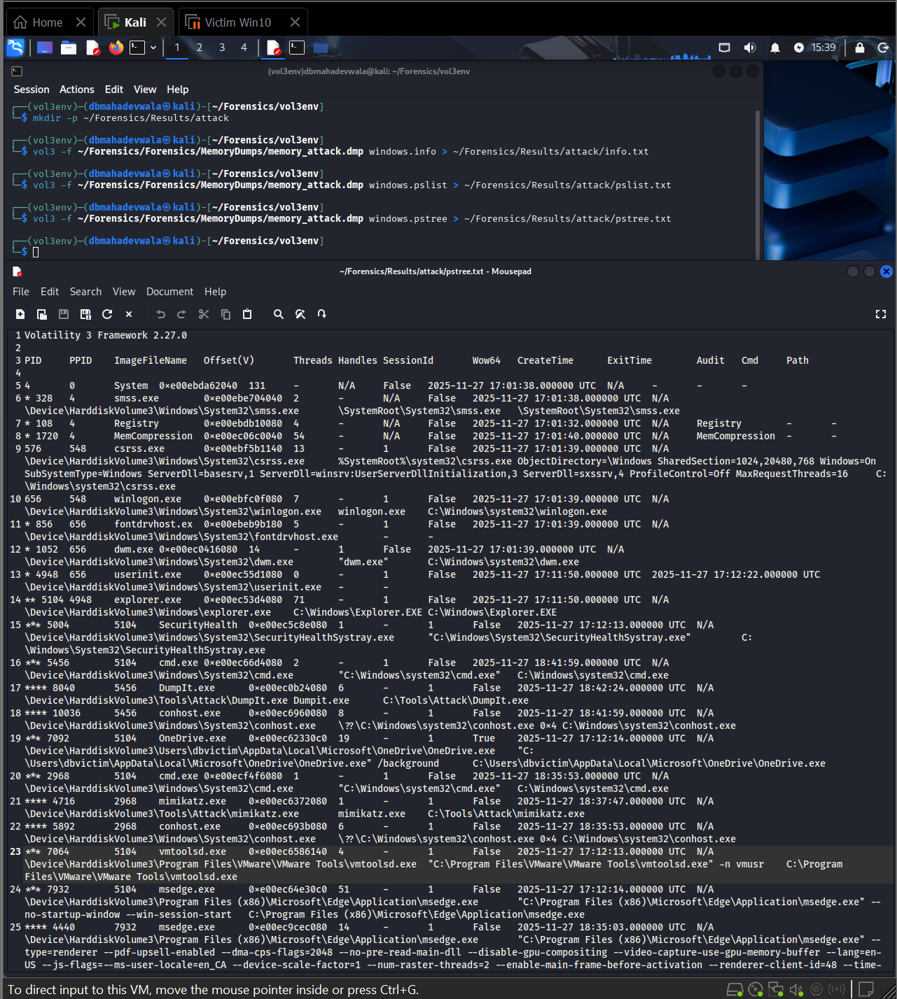 Home
Kali
Victim Win10
1 2 3 4
15:39
(vol3env)dbmahadevwala@kali: ~/Forensics/vol3env
Session Actions Edit View Help
┌──(vol3env)─(dbmahadevwala㉿kali)-[~/Forensics/vol3env]
└─$ mkdir -p ~/Forensics/Results/attack
┌──(vol3env)─(dbmahadevwala㉿kali)-[~/Forensics/vol3env]
└─$ vol3 -f ~/Forensics/Forensics/MemoryDumps/memory_attack.dmp windows.info > ~/Forensics/Results/attack/info.txt
┌──(vol3env)─(dbmahadevwala㉿kali)-[~/Forensics/vol3env]
└─$ vol3 -f ~/Forensics/Forensics/MemoryDumps/memory_attack.dmp windows.pslist > ~/Forensics/Results/attack/pslist.txt
┌──(vol3env)─(dbmahadevwala㉿kali)-[~/Forensics/vol3env]
└─$ vol3 -f ~/Forensics/Forensics/MemoryDumps/memory_attack.dmp windows.pstree > ~/Forensics/Results/attack/pstree.txt
┌──(vol3env)─(dbmahadevwala㉿kali)-[~/Forensics/vol3env]
└─$
~/Forensics/Results/attack/pstree.txt - Mousepad
File Edit Search View Document Help
1 Volatility 3 Framework 2.27.0
2
3 PID PPID ImageFileName Offset(V) Threads Handles SessionId Wow64 CreateTime ExitTime Audit Cmd Path
4
5 4 0 System 0xe00ebda62040 131 - N/A False 2025-11-27 17:01:38.000000 UTC N/A - - -
6 * 328 4 smss.exe 0xe00ebe704040 2 - N/A False 2025-11-27 17:01:38.000000 UTC N/A
\Device\HarddiskVolume3\Windows\System32\smss.exe \SystemRoot\System32\smss.exe \SystemRoot\System32\smss.exe
7 * 108 4 Registry 0xe00ebdb10080 4 - N/A False 2025-11-27 17:01:32.000000 UTC N/A Registry - -
8 * 1720 4 MemCompression 0xe00ec06c0040 54 - N/A False 2025-11-27 17:01:40.000000 UTC N/A MemCompression - -
9 576 548 csrss.exe 0xe00ebf5b1140 13 - 1 False 2025-11-27 17:01:39.000000 UTC N/A
\Device\HarddiskVolume3\Windows\System32\csrss.exe %SystemRoot%\system32\csrss.exe ObjectDirectory=\Windows SharedSection=1024,20480,768 Windows=On
SubSystemType=Windows ServerDll=basesrv,1 ServerDll=winsrv:UserServerDllInitialization,3 ServerDll=sxssrv,4 ProfileControl=Off MaxRequestThreads=16 C:
\Windows\system32\csrss.exe
10 656 548 winlogon.exe 0xe00ebfc0f080 7 - 1 False 2025-11-27 17:01:39.000000 UTC N/A
\Device\HarddiskVolume3\Windows\System32\winlogon.exe winlogon.exe C:\Windows\system32\winlogon.exe
11 * 856 656 fontdrvhost.ex 0xe00ebeb9b180 5 - 1 False 2025-11-27 17:01:39.000000 UTC N/A
\Device\HarddiskVolume3\Windows\System32\fontdrvhost.exe - -
12 * 1052 656 dwm.exe 0xe00ec0416080 14 - 1 False 2025-11-27 17:01:39.000000 UTC N/A
\Device\HarddiskVolume3\Windows\System32\dwm.exe "dwm.exe" C:\Windows\system32\dwm.exe
13 * 4948 656 userinit.exe 0xe00ec55d1080 0 - 1 False 2025-11-27 17:11:50.000000 UTC 2025-11-27 17:12:22.000000 UTC
\Device\HarddiskVolume3\Windows\System32\userinit.exe - -
14 ** 5104 4948 explorer.exe 0xe00ec53d4080 71 - 1 False 2025-11-27 17:11:50.000000 UTC N/A
\Device\HarddiskVolume3\Windows\explorer.exe C:\Windows\Explorer.EXE C:\Windows\Explorer.EXE
15 *** 5004 5104 SecurityHealth 0xe00ec5c8e080 1 - 1 False 2025-11-27 17:12:13.000000 UTC N/A
\Device\HarddiskVolume3\Windows\System32\SecurityHealthSystray.exe "C:\Windows\System32\SecurityHealthSystray.exe" C:
\Windows\System32\SecurityHealthSystray.exe
16 *** 5456 5104 cmd.exe 0xe00ec66d4080 2 - 1 False 2025-11-27 18:41:59.000000 UTC N/A
\Device\HarddiskVolume3\Windows\System32\cmd.exe "C:\Windows\system32\cmd.exe" C:\Windows\system32\cmd.exe
17 **** 8040 5456 DumpIt.exe 0xe00ec0b24080 6 - 1 False 2025-11-27 18:42:24.000000 UTC N/A
\Device\HarddiskVolume3\Tools\Attack\DumpIt.exe Dumpit.exe C:\Tools\Attack\DumpIt.exe
18 **** 10036 5456 conhost.exe 0xe00ec6960080 8 - 1 False 2025-11-27 18:41:59.000000 UTC N/A
\Device\HarddiskVolume3\Windows\System32\conhost.exe \??\C:\Windows\system32\conhost.exe 0x4 C:\Windows\system32\conhost.exe
19 *** 7092 5104 OneDrive.exe 0xe00ec62330c0 19 - 1 True 2025-11-27 17:12:14.000000 UTC N/A
\Device\HarddiskVolume3\Users\dbvictim\AppData\Local\Microsoft\OneDrive\OneDrive.exe "C:
\Users\dbvictim\AppData\Local\Microsoft\OneDrive\OneDrive.exe" /background C:\Users\dbvictim\AppData\Local\Microsoft\OneDrive\OneDrive.exe
20 *** 2968 5104 cmd.exe 0xe00ecf4f6080 1 - 1 False 2025-11-27 18:35:53.000000 UTC N/A
\Device\HarddiskVolume3\Windows\System32\cmd.exe "C:\Windows\system32\cmd.exe" C:\Windows\system32\cmd.exe
21 **** 4716 2968 mimikatz.exe 0xe00ec6372080 1 - 1 False 2025-11-27 18:37:47.000000 UTC N/A
\Device\HarddiskVolume3\Tools\Attack\mimikatz.exe mimikatz.exe C:\Tools\Attack\mimikatz.exe
22 **** 5892 2968 conhost.exe 0xe00ec693b080 6 - 1 False 2025-11-27 18:35:53.000000 UTC N/A
\Device\HarddiskVolume3\Windows\System32\conhost.exe \??\C:\Windows\system32\conhost.exe 0x4 C:\Windows\system32\conhost.exe
23 *** 7064 5104 vmtoolsd.exe 0xe00ec6586140 4 - 1 False 2025-11-27 17:12:13.000000 UTC N/A
\Device\HarddiskVolume3\Program Files\VMware\VMware Tools\vmtoolsd.exe "C:\Program Files\VMware\VMware Tools\vmtoolsd.exe" -n vmusr C:\Program
Files\VMware\VMware Tools\vmtoolsd.exe
24 *** 7932 5104 msedge.exe 0xe00ec64e30c0 51 - 1 False 2025-11-27 17:12:14.000000 UTC N/A
\Device\HarddiskVolume3\Program Files (x86)\Microsoft\Edge\Application\msedge.exe "C:\Program Files (x86)\Microsoft\Edge\Application\msedge.exe" --
no-startup-window --win-session-start C:\Program Files (x86)\Microsoft\Edge\Application\msedge.exe
25 **** 4440 7932 msedge.exe 0xe00ec9cec080 14 - 1 False 2025-11-27 18:35:03.000000 UTC N/A
\Device\HarddiskVolume3\Program Files (x86)\Microsoft\Edge\Application\msedge.exe "C:\Program Files (x86)\Microsoft\Edge\Application\msedge.exe" --
type=renderer --pdf-upsell-enabled --dma-cps-flags=2048 --no-pre-read-main-dll --disable-gpu-compositing --video-capture-use-gpu-memory-buffer --lang=en-
US --js-flags=--ms-user-locale=en_CA --device-scale-factor=1 --num-raster-threads=2 --enable-main-frame-before-activation --renderer-client-id=48 --time-
To direct input to this VM, move the mouse pointer inside or press Ctrl+G.